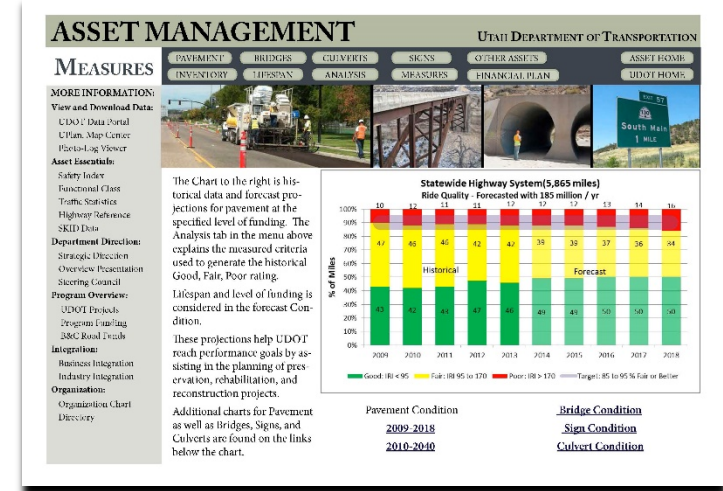 ASSET MANAGEMENT
UTAH DEPARTMENT OF TRANSPORTATION
MEASURES
PAVEMENT BRIDGES CULVERTS SIGNS OTHER ASSETS ASSET HOME
INVENTORY LIFESPAN ANALYSIS MEASURES FINANCIAL PLAN UDOT HOME
MORE INFORMATION:
View and Download Data:
UDOT Data Portal
UPlan Map Center
Photo-Log Viewer
Asset Essentials:
Safety Index
Functional Class
Traffic Statistics
Highway Reference
SKID Data
Department Direction:
Strategic Direction
Overview Presentation
Steering Council
Program Overview:
UDOT Projects
Program Funding
B&C Road Funds
Integration:
Business Integration
Industry Integration
Organization:
Organization Chart
Directory
EXIT 57
South Main
1 MILE
The Chart to the right is his-
torical data and forecast pro-
jections for pavement at the
specified level of funding. The
Analysis tab in the menu above
explains the measured criteria
used to generate the historical
Good, Fair, Poor rating.
Lifespan and level of funding is
considered in the forecast Con-
dition.
These projections help UDOT
reach performance goals by as-
sisting in the planning of pres-
ervation, rehabilitation, and
reconstruction projects.
Additional charts for Pavement
as well as Bridges, Signs, and
Culverts are found on the links
below the chart.
Statewide Highway System(5,865 miles)
Ride Quality - Forecasted with 185 million / yr
10 12 11 11 12 12 12 13 14 16
% of Miles
100%
90%
80%
70%
60%
50%
40%
30%
20%
10%
0%
47 46 46 42 42 39 39 37 36 34
Historical Forecast
43 42 43 47 46 49 49 50 50 50
2009 2010 2011 2012 2013 2014 2015 2016 2017 2018
Good: IRI < 95 Fair: IRI 95 to 170 Poor: IRI > 170 Target: 85 to 95 % Fair or Better
Pavement Condition
2009-2018
2010-2040
Bridge Condition
Sign Condition
Culvert Condition